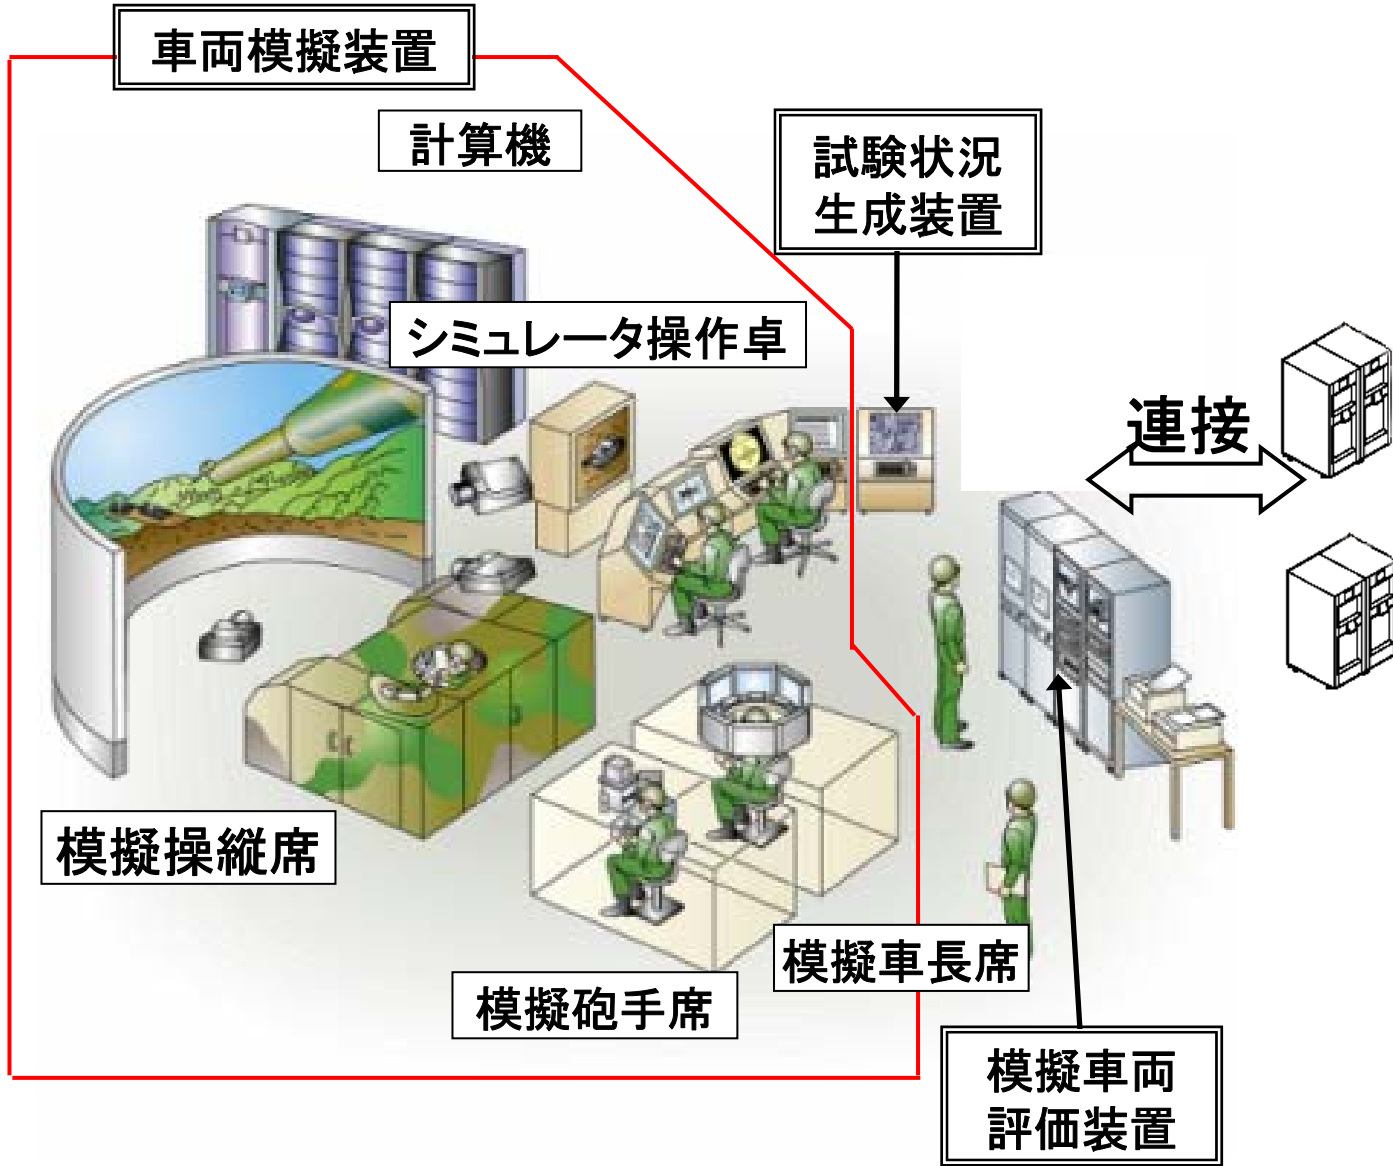 車両模擬装置
計算機
試験状況
生成装置
シミュレータ操作卓
連接
模擬操縦席
模擬車長席
模擬砲手席
模擬車両
評価装置